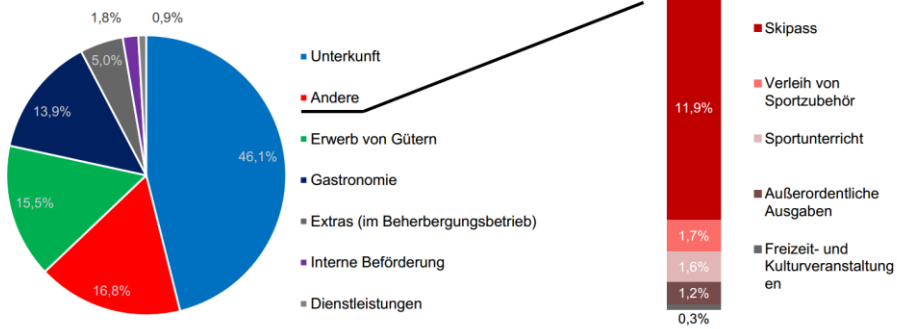 1,8%
0,9%
5,0%
13,9%
46,1%
15,5%
16,8%
Unterkunft
Andere
Erwerb von Gütern
Gastronomie
Extras (im Beherbergungsbetrieb)
Interne Beförderung
Dienstleistungen
11,9%
1,7%
1,6%
1,2%
0,3%
Skipass
Verleih von
Sportzubehör
Sportunterricht
Außerordentliche
Ausgaben
Freizeit- und
Kulturveranstaltung
en